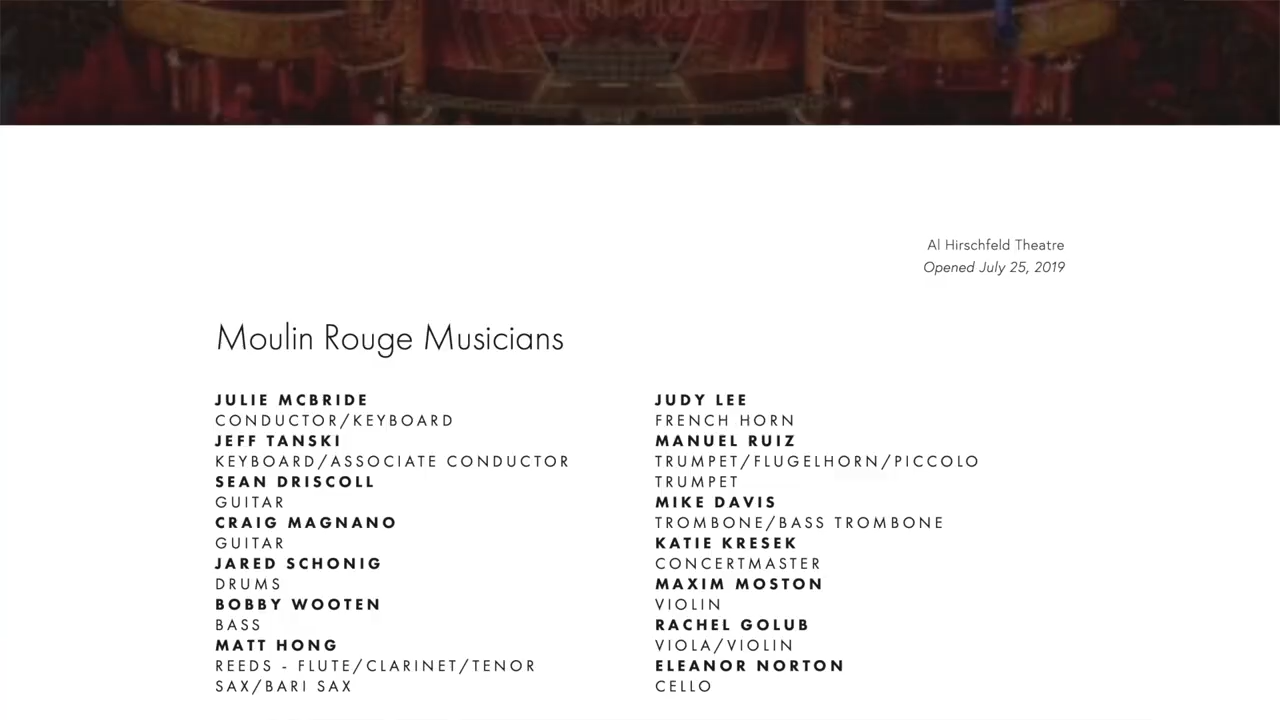 Al Hirschfeld Theatre
Opened July 25, 2019
Moulin Rouge Musicians
JULIE MCBRIDE
CONDUCTOR/KEYBOARD
JEFF TANSKI
KEYBOARD/ASSOCIATE CONDUCTOR
SEAN DRISCOLL
GUITAR
CRAIG MAGNANO
GUITAR
JARED SCHONIG
DRUMS
BOBBY WOOTEN
BASS
MATT HONG
REEDS - FLUTE/CLARINET/TENOR
SAX/BARI SAX
JUDY LEE
FRENCH HORN
MANUEL RUIZ
TRUMPET/FLUGELHORN/PICCOLO
TRUMPET
MIKE DAVIS
TROMBONE/BASS TROMBONE
KATIE KRESEK
CONCERTMASTER
MAXIM MOSTON
VIOLIN
RACHEL GOLUB
VIOLA/VIOLIN
ELEANOR NORTON
CELLO